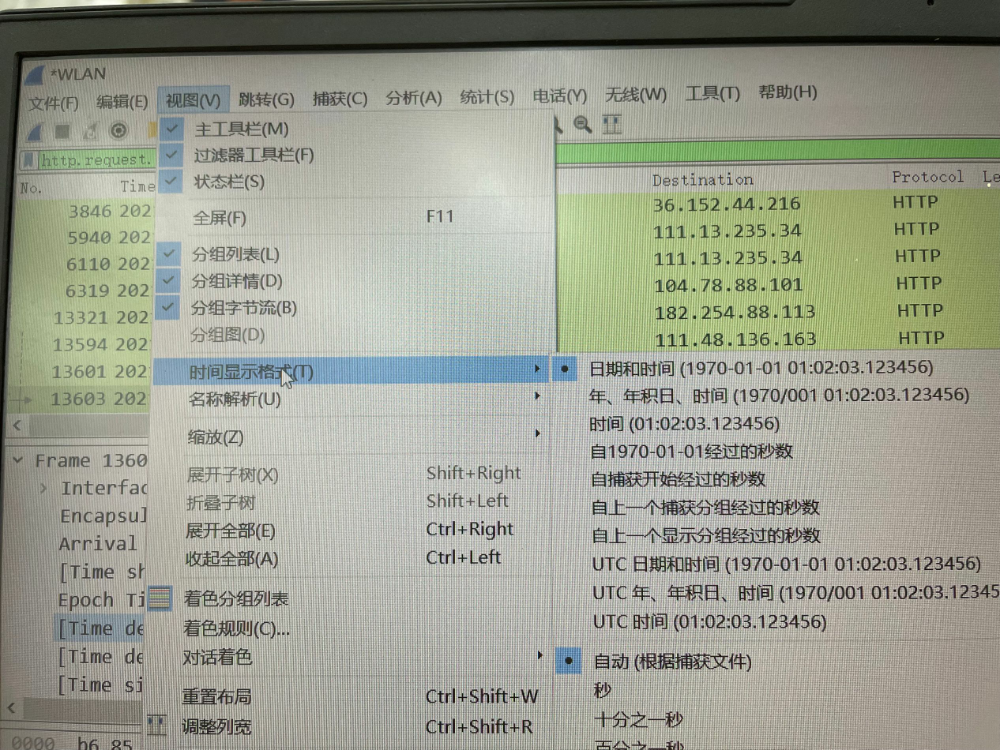 *WLAN
文件(F) 编辑(E) 视图(V) 跳转(G) 捕获(C) 分析(A) 统计(S) 电话(Y) 无线(W) 工具(T) 帮助(H)
http.request.
No. Time Destination Protocol Le
3846 202 36.152.44.216 HTTP
5940 202 111.13.235.34 HTTP
6110 202 111.13.235.34 HTTP
6319 202 104.78.88.101 HTTP
13321 202 182.254.88.113 HTTP
13594 202 111.48.136.163 HTTP
13601 202
13603 202
主工具栏(M)
过滤器工具栏(F)
状态栏(S)
全屏(F) F11
分组列表(L)
分组详情(D)
分组字节流(B)
分组图(D)
时间显示格式(T)
名称解析(U)
缩放(Z)
展开子树(X) Shift+Right
折叠子树 Shift+Left
展开全部(E) Ctrl+Right
收起全部(A) Ctrl+Left
着色分组列表
着色规则(C)...
对话着色
重置布局 Ctrl+Shift+W
调整列宽 Ctrl+Shift+R
日期和时间 (1970-01-01 01:02:03.123456)
年、年积日、时间 (1970/001 01:02:03.123456)
时间 (01:02:03.123456)
自1970-01-01经过的秒数
自捕获开始经过的秒数
自上一个捕获分组经过的秒数
自上一个显示分组经过的秒数
UTC 日期和时间 (1970-01-01 01:02:03.123456)
UTC 年、年积日、时间 (1970/001 01:02:03.12345
UTC 时间 (01:02:03.123456)
自动 (根据捕获文件)
秒
十分之一秒
百分之一秒
Frame 1360
Interfac
Encapsul
Arrival
[Time sh
Epoch Ti
[Time de
[Time de
[Time si
0000 b6 85